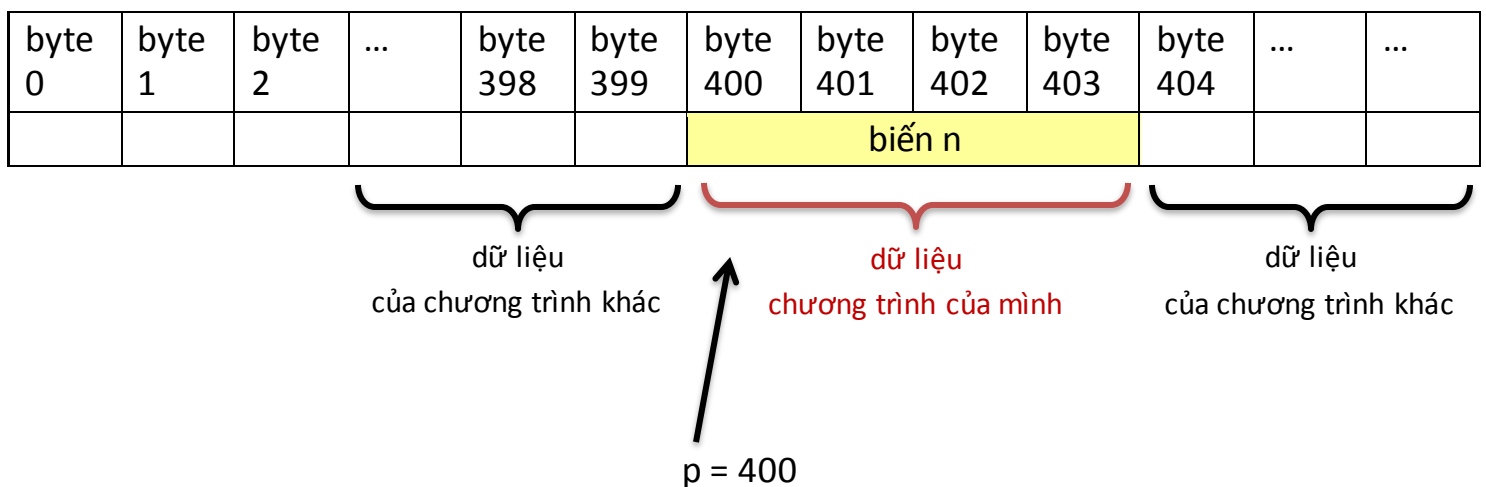 byte 0 byte 1 byte 2 ... byte 398 byte 399 byte 400 byte 401 byte 402 byte 403 byte 404 ... ...
biến n
dữ liệu của chương trình khác
dữ liệu chương trình của mình
dữ liệu của chương trình khác
p = 400